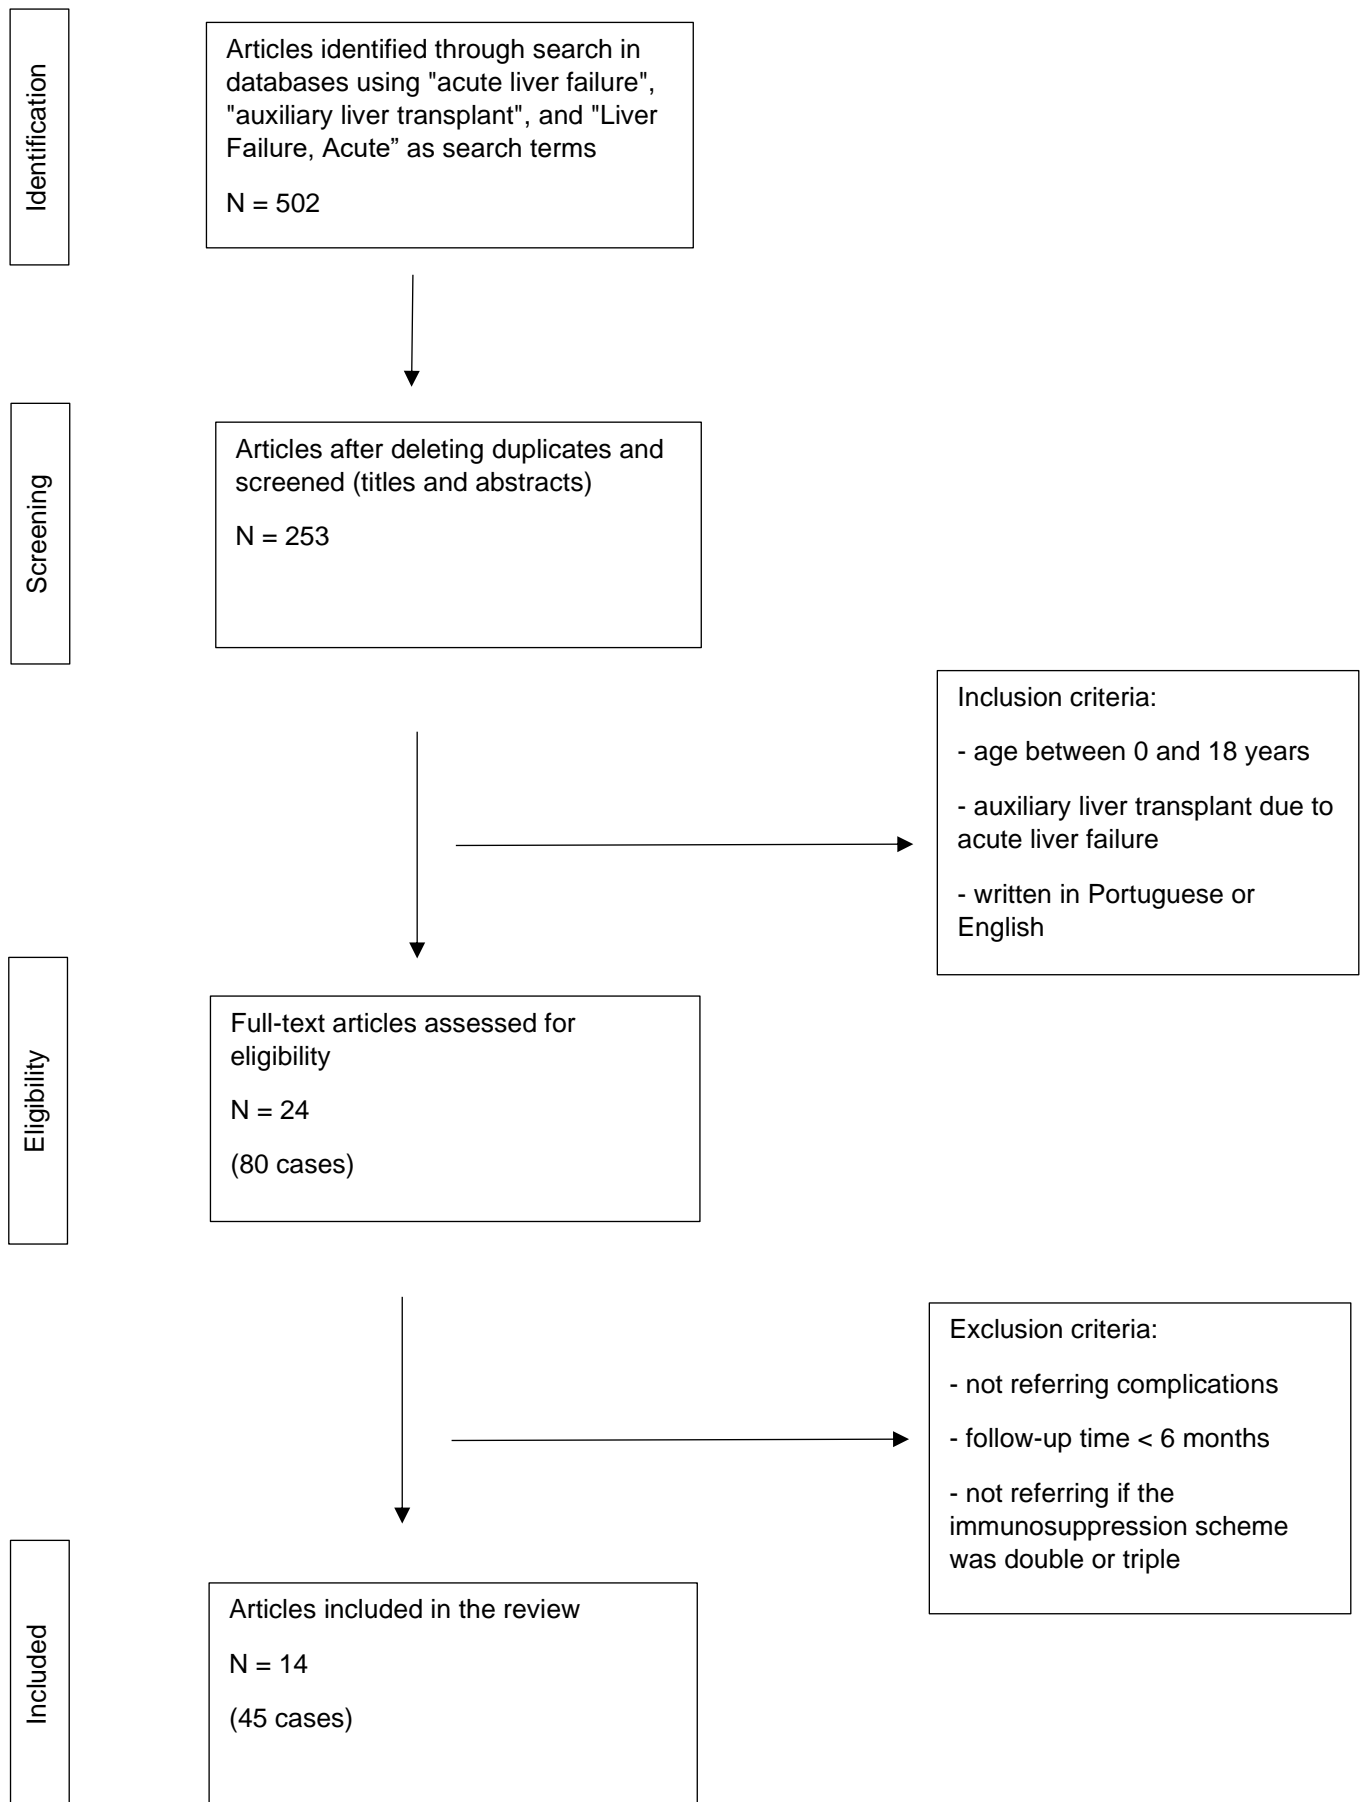 Identification
Articles identified through search in
databases using "acute liver failure",
"auxiliary liver transplant", and "Liver
Failure, Acute” as search terms
N = 502
Screening
Articles after deleting duplicates and
screened (titles and abstracts)
N = 253
Inclusion criteria:
- age between 0 and 18 years
- auxiliary liver transplant due to
acute liver failure
- written in Portuguese or
English
Eligibility
Full-text articles assessed for
eligibility
N = 24
(80 cases)
Exclusion criteria:
- not referring complications
- follow-up time < 6 months
- not referring if the
immunosuppression scheme
was double or triple
Included
Articles included in the review
N = 14
(45 cases)